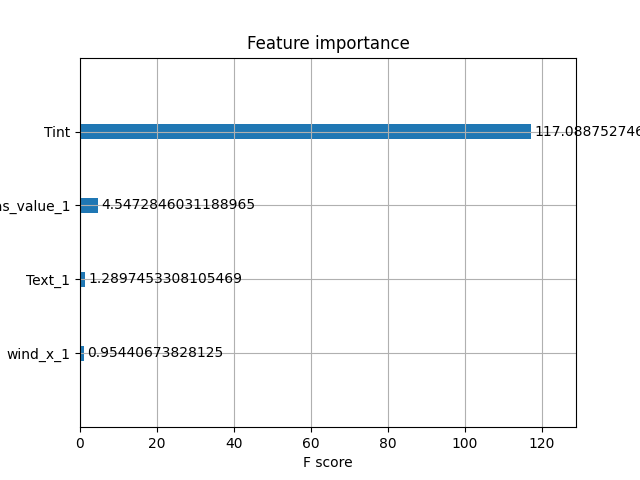 Feature importance
Tint
117.088752746
s_value_1
4.5472846031188965
Text_1
1.2897453308105469
wind_x_1
0.95440673828125
0 20 40 60 80 100 120
F score